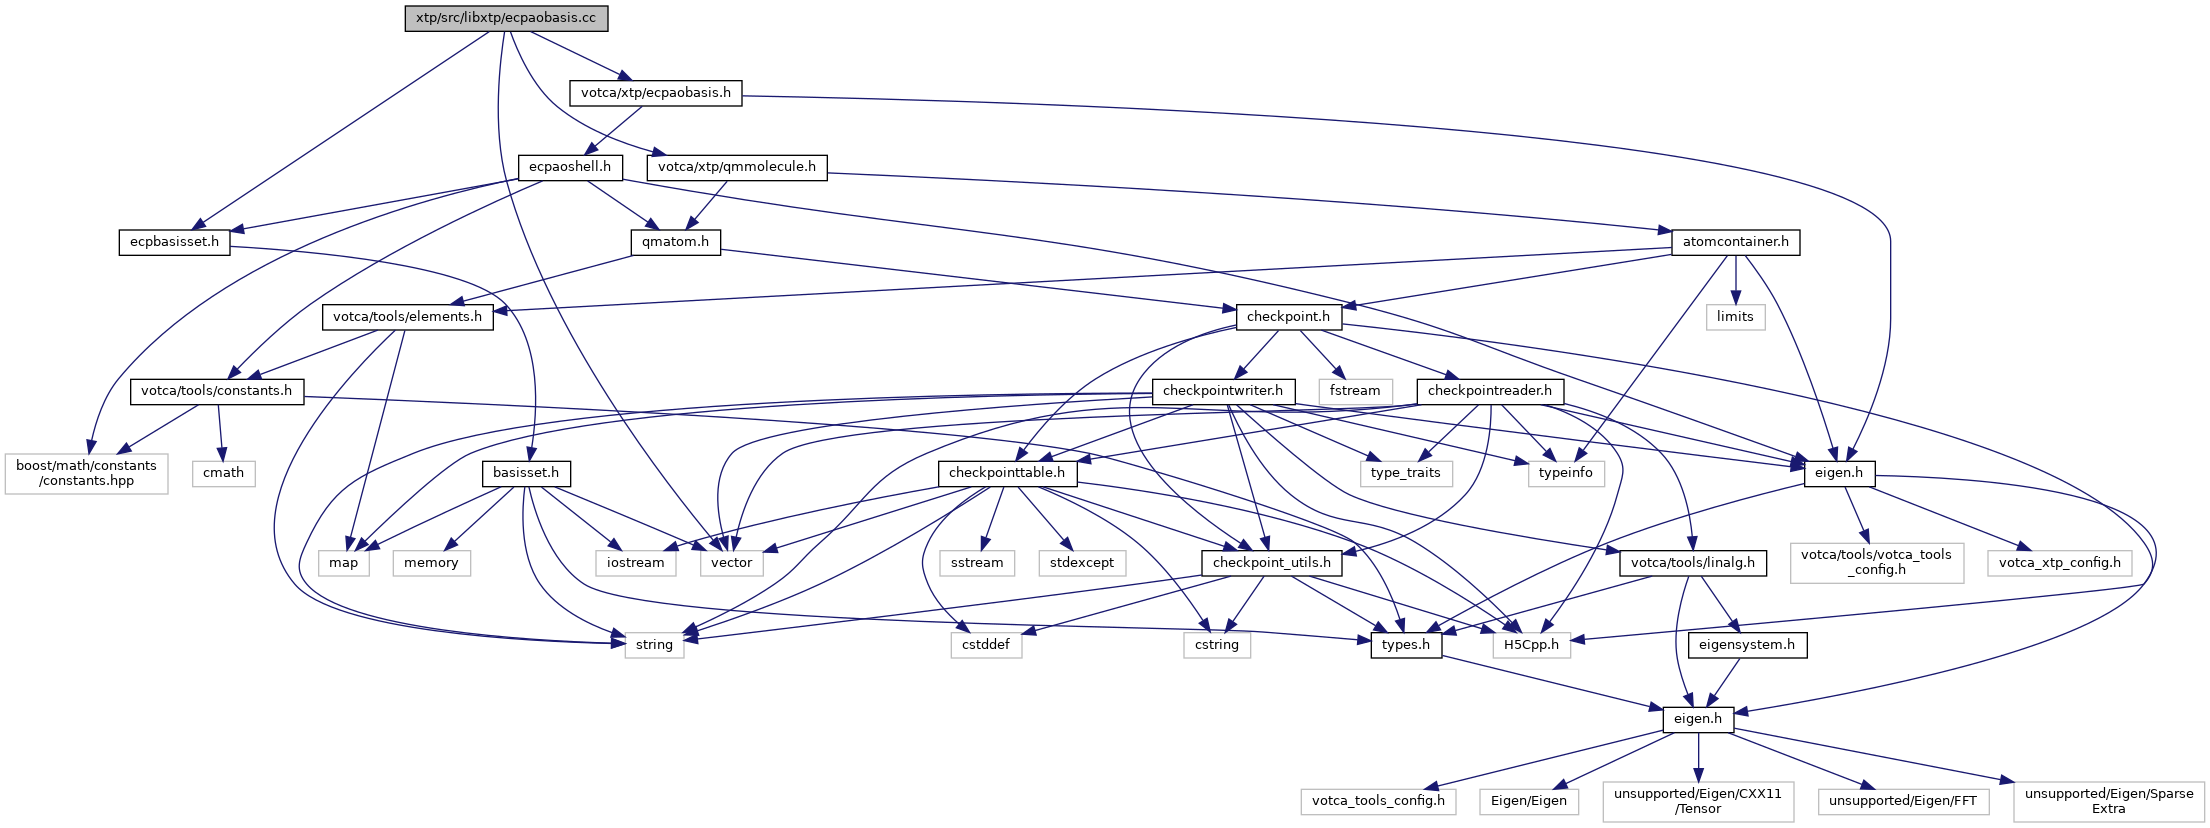 xtp/src/libxtp/ecpaobasis.cc
votca/xtp/ecpaobasis.h
ecpaoshell.h
votca/xtp/qmmolecule.h
ecpbasisset.h
qmatom.h
atomcontainer.h
votca/tools/elements.h
checkpoint.h
limits
votca/tools/constants.h
checkpointwriter.h
fstream
checkpointreader.h
boost/math/constants
/constants.hpp
cmath
basisset.h
checkpointtable.h
type_traits
typeinfo
eigen.h
map
memory
iostream
vector
sstream
stdexcept
checkpoint_utils.h
votca/tools/linalg.h
votca/tools/votca_tools
_config.h
votca_xtp_config.h
string
cstddef
cstring
types.h
H5Cpp.h
eigensystem.h
eigen.h
votca_tools_config.h
Eigen/Eigen
unsupported/Eigen/CXX11
/Tensor
unsupported/Eigen/FFT
unsupported/Eigen/Sparse
Extra